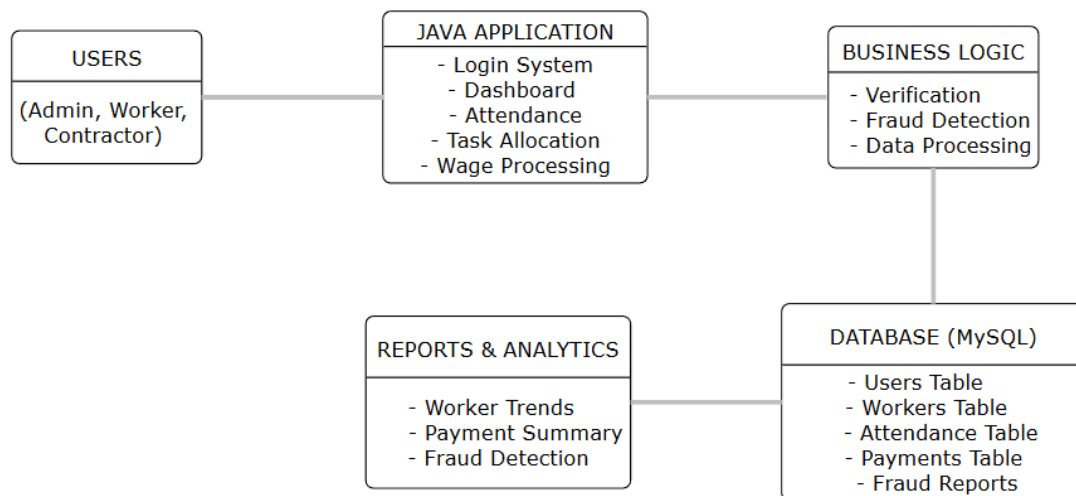 USERS
(Admin, Worker,
Contractor)
JAVA APPLICATION
- Login System
- Dashboard
- Attendance
- Task Allocation
- Wage Processing
BUSINESS LOGIC
- Verification
- Fraud Detection
- Data Processing
REPORTS & ANALYTICS
- Worker Trends
- Payment Summary
- Fraud Detection
DATABASE (MySQL)
- Users Table
- Workers Table
- Attendance Table
- Payments Table
- Fraud Reports